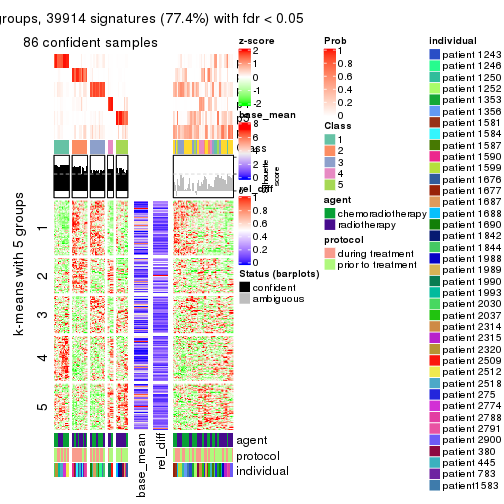 groups, 39914 signatures (77.4%) with fdr < 0.05
86 confident samples
k-means with 5 groups
1
2
3
4
5
base_mean
rel_diff
agent
protocol
individual
z-score
2
1
0
-1
-2
base_mean
8
6
4
2
0
silhouette
score
rel_diff
1
0.8
0.6
0.4
0.2
0
Status (barplots)
confident
ambiguous
Prob
1
0.8
0.6
0.4
0.2
0
Class
1
2
3
4
5
agent
chemoradiotherapy
radiotherapy
protocol
during treatment
prior to treatment
individual
patient 1243
patient 1246
patient 1250
patient 1252
patient 1353
patient 1356
patient 1581
patient 1584
patient 1587
patient 1590
patient 1599
patient 1676
patient 1677
patient 1687
patient 1688
patient 1690
patient 1842
patient 1844
patient 1988
patient 1989
patient 1990
patient 1993
patient 2030
patient 2037
patient 2314
patient 2315
patient 2320
patient 2509
patient 2512
patient 2518
patient 275
patient 2774
patient 2788
patient 2791
patient 2900
patient 380
patient 445
patient 783
patient1583